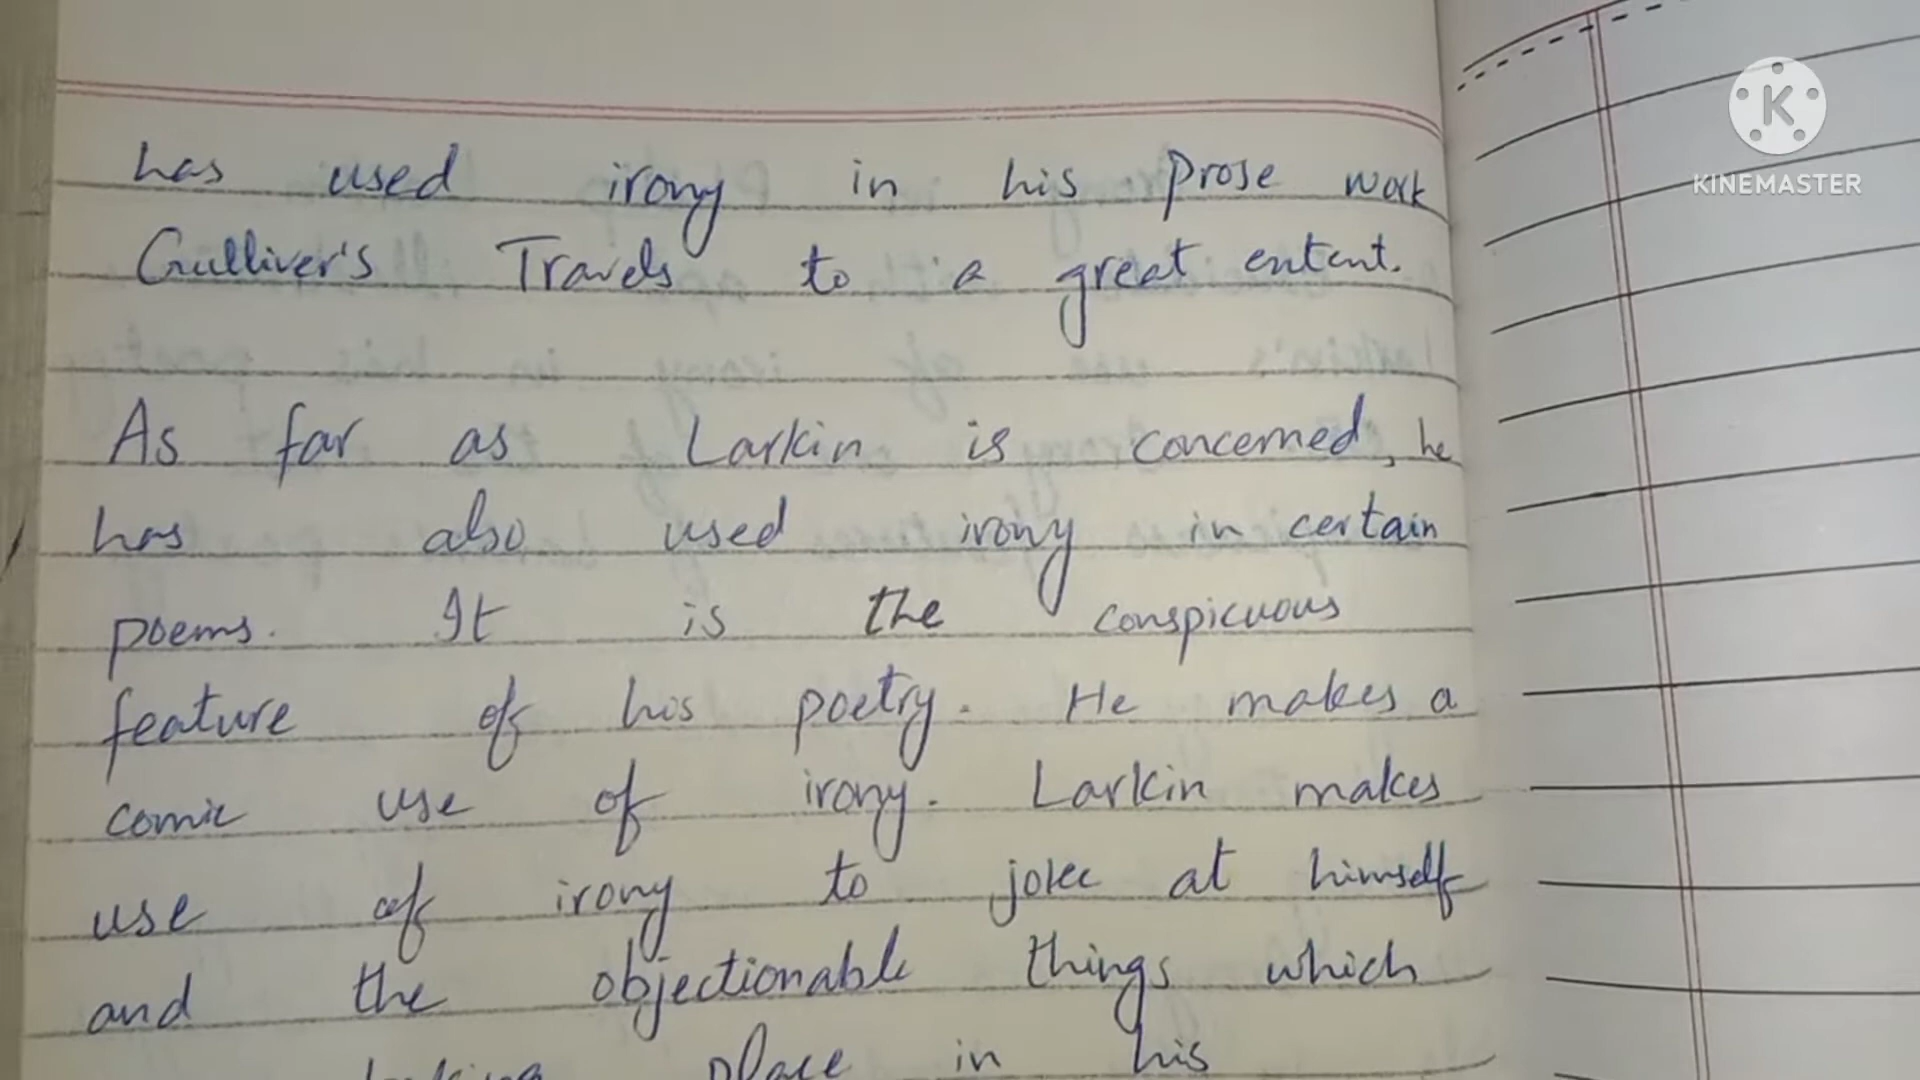 has used irony in his prose work
Gulliver's Travels to a great extent.
As far as Larkin is concerned, he
has also used irony in certain
poems. It is the conspicuous
feature of his poetry. He makes a
comic use of irony. Larkin makes
use of irony to joke at himself
and the objectionable things which
taking place in his
KINEMASTER